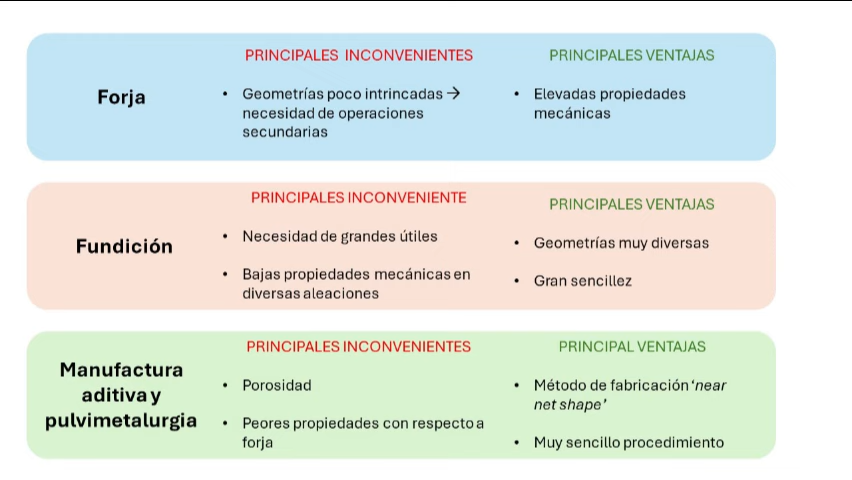 PRINCIPALES INCONVENIENTES
PRINCIPALES VENTAJAS
Forja
• Geometrías poco intrincadas →
necesidad de operaciones
secundarias
• Elevadas propiedades
mecánicas
PRINCIPALES INCONVENIENTE
PRINCIPALES VENTAJAS
Fundición
• Necesidad de grandes útiles
• Bajas propiedades mecánicas en
diversas aleaciones
• Geometrías muy diversas
• Gran sencillez
PRINCIPALES INCONVENIENTES
PRINCIPAL VENTAJAS
Manufactura
aditiva y
pulvimetalurgia
• Porosidad
• Peores propiedades con respecto a
forja
• Método de fabricación ‘near
net shape’
• Muy sencillo procedimiento